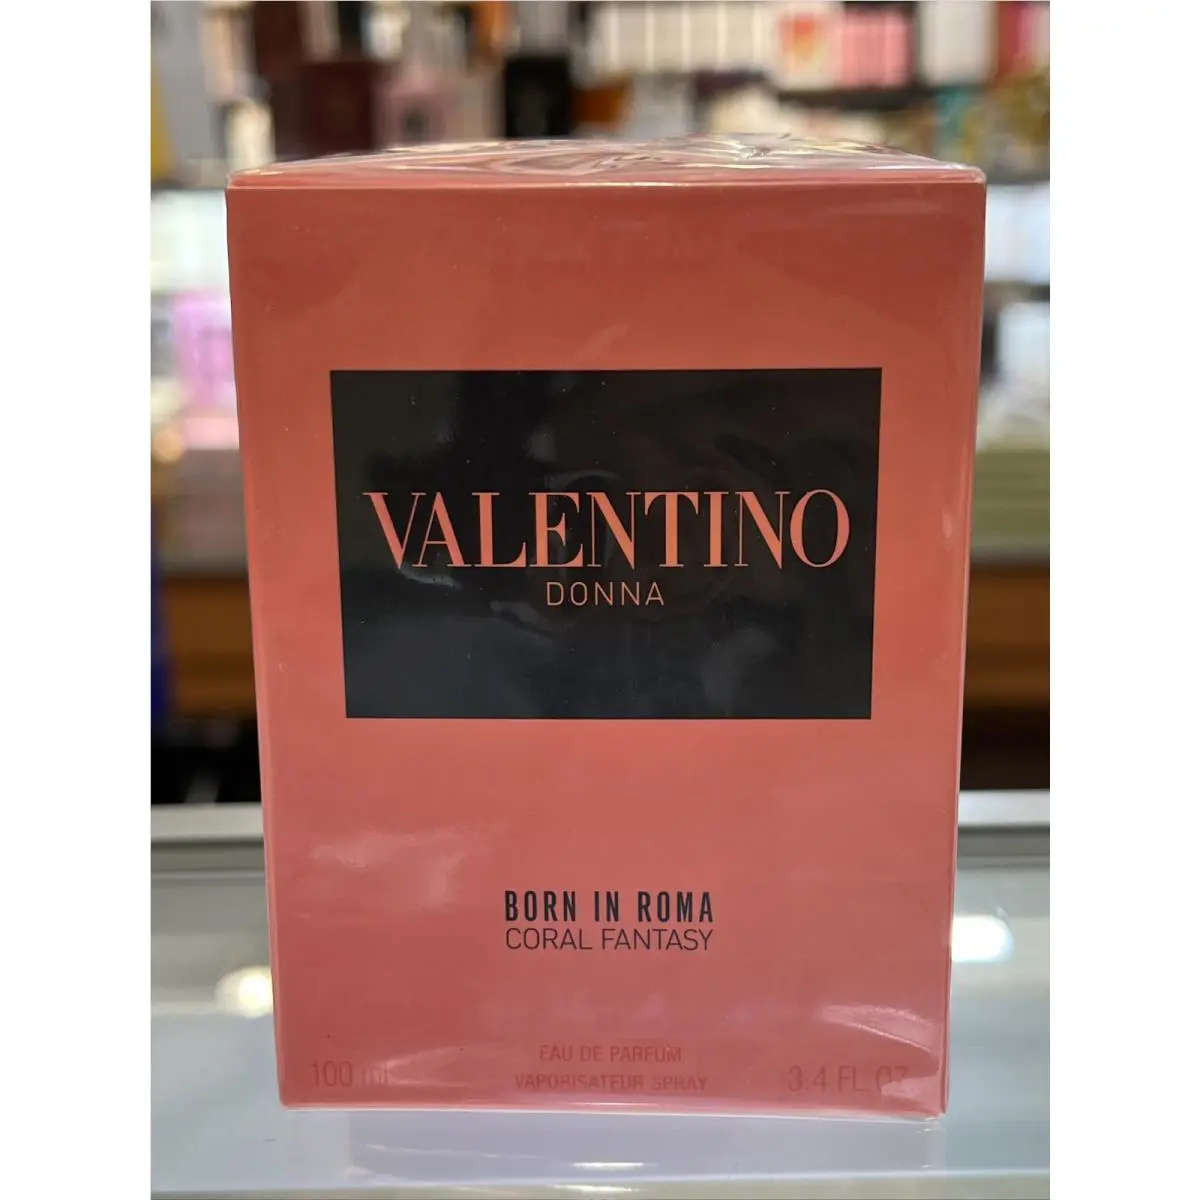 VALENTINO
DONNA
BORN IN ROMA
CORAL FANTASY
EAU DE PARFUM
100 ml VAPORISATEUR SPRAY 3.4 FL.OZ